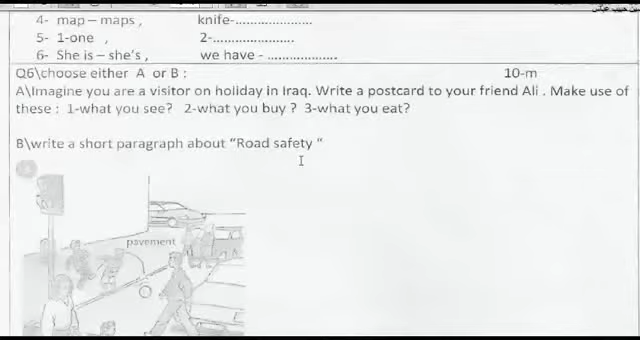 4- map – maps , knife-......................
5- 1-one , 2-.......................
6- She is – she's , we have - ....................
Q6\choose either A or B : 10-m
A\Imagine you are a visitor on holiday in Iraq. Write a postcard to your friend Ali . Make use of
these : 1-what you see? 2-what you buy ? 3-what you eat?
B\write a short paragraph about "Road safety "
pavement